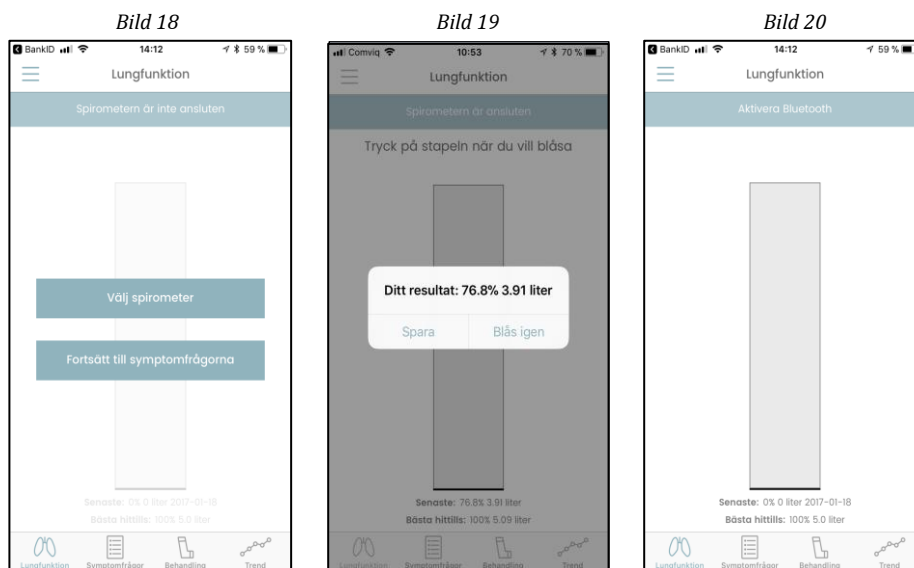 Bild 18
BankID 14:12 59 %
Lungfunktion
Spirometern är inte ansluten
Välj spirometer
Fortsätt till symptomfrågorna
Senaste: 0% 0 liter 2017-01-18
Bästa hittills: 100% 5.0 liter
Lungfunktion Symptomfrågor Behandling Trend
Bild 19
Comviq 10:53 70 %
Lungfunktion
Spirometern är ansluten
Tryck på stapeln när du vill blåsa
Ditt resultat: 76.8% 3.91 liter
Spara Blås igen
Senaste: 76.8% 3.91 liter
Bästa hittills: 100% 5.09 liter
Lungfunktion Symptomfrågor Behandling Trend
Bild 20
BankID 14:12 59 %
Lungfunktion
Aktivera Bluetooth
Senaste: 0% 0 liter 2017-01-18
Bästa hittills: 100% 5.0 liter
Lungfunktion Symptomfrågor Behandling Trend